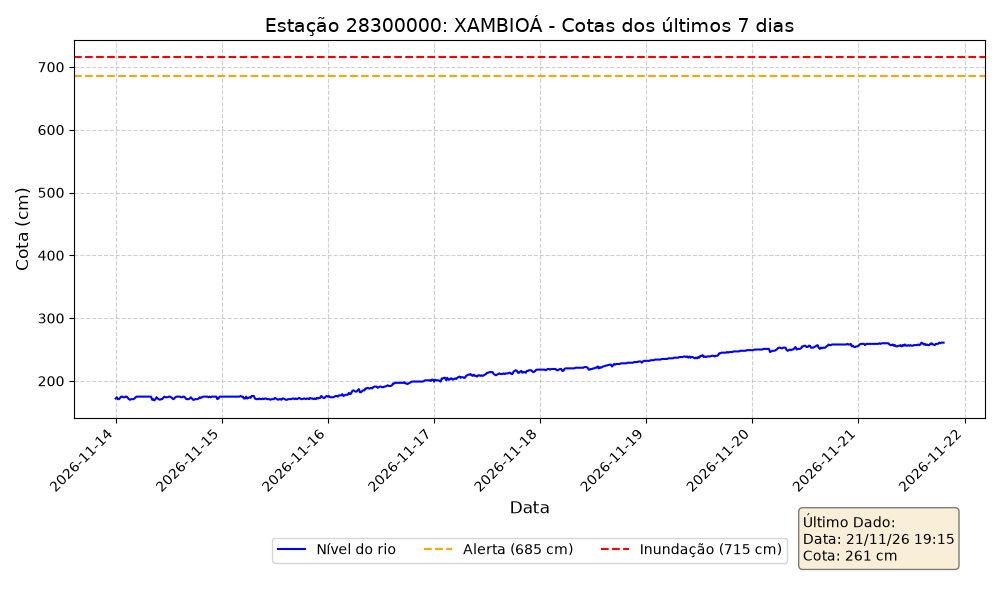 Estação 28300000: XAMBIOÁ - Cotas dos últimos 7 dias
Cota (cm)
700
600
500
400
300
200
2026-11-14
2026-11-15
2026-11-16
2026-11-17
2026-11-18
2026-11-19
2026-11-20
2026-11-21
2026-11-22
Data
Nível do rio
Alerta (685 cm)
Inundação (715 cm)
Último Dado:
Data: 21/11/26 19:15
Cota: 261 cm